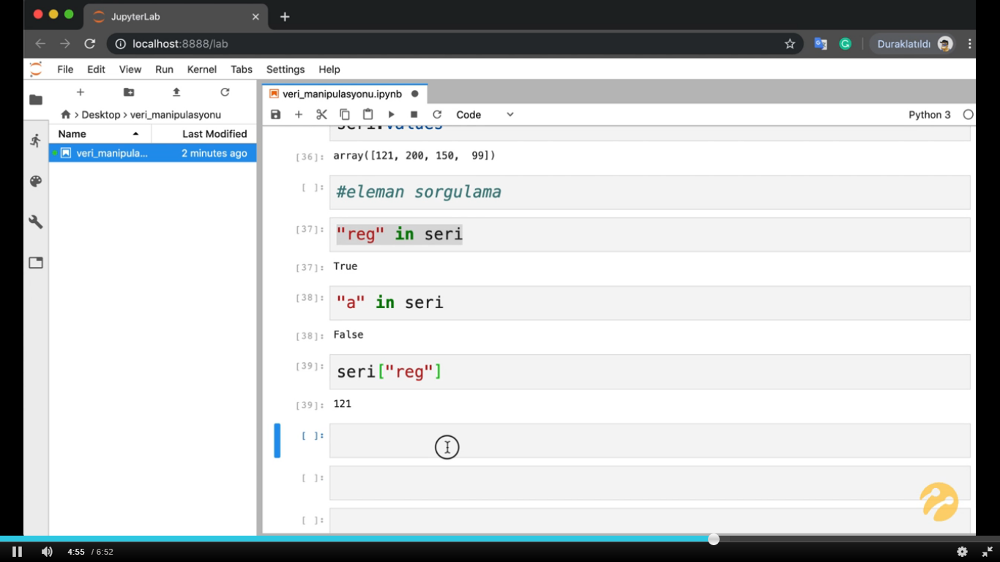 JupyterLab
localhost:8888/lab
Duraklatıldı
File Edit View Run Kernel Tabs Settings Help
veri_manipulasyonu.ipynb
Desktop > veri_manipulasyonu
Code
Python 3
Name Last Modified
veri_manipula... 2 minutes ago
seri.values
[36]: array([121, 200, 150,  99])
[ ]: #eleman sorgulama
[37]: "reg" in seri
[37]: True
[38]: "a" in seri
[38]: False
[39]: seri["reg"]
[39]: 121
[ ]:
[ ]:
[ ]:
4:55 / 6:52